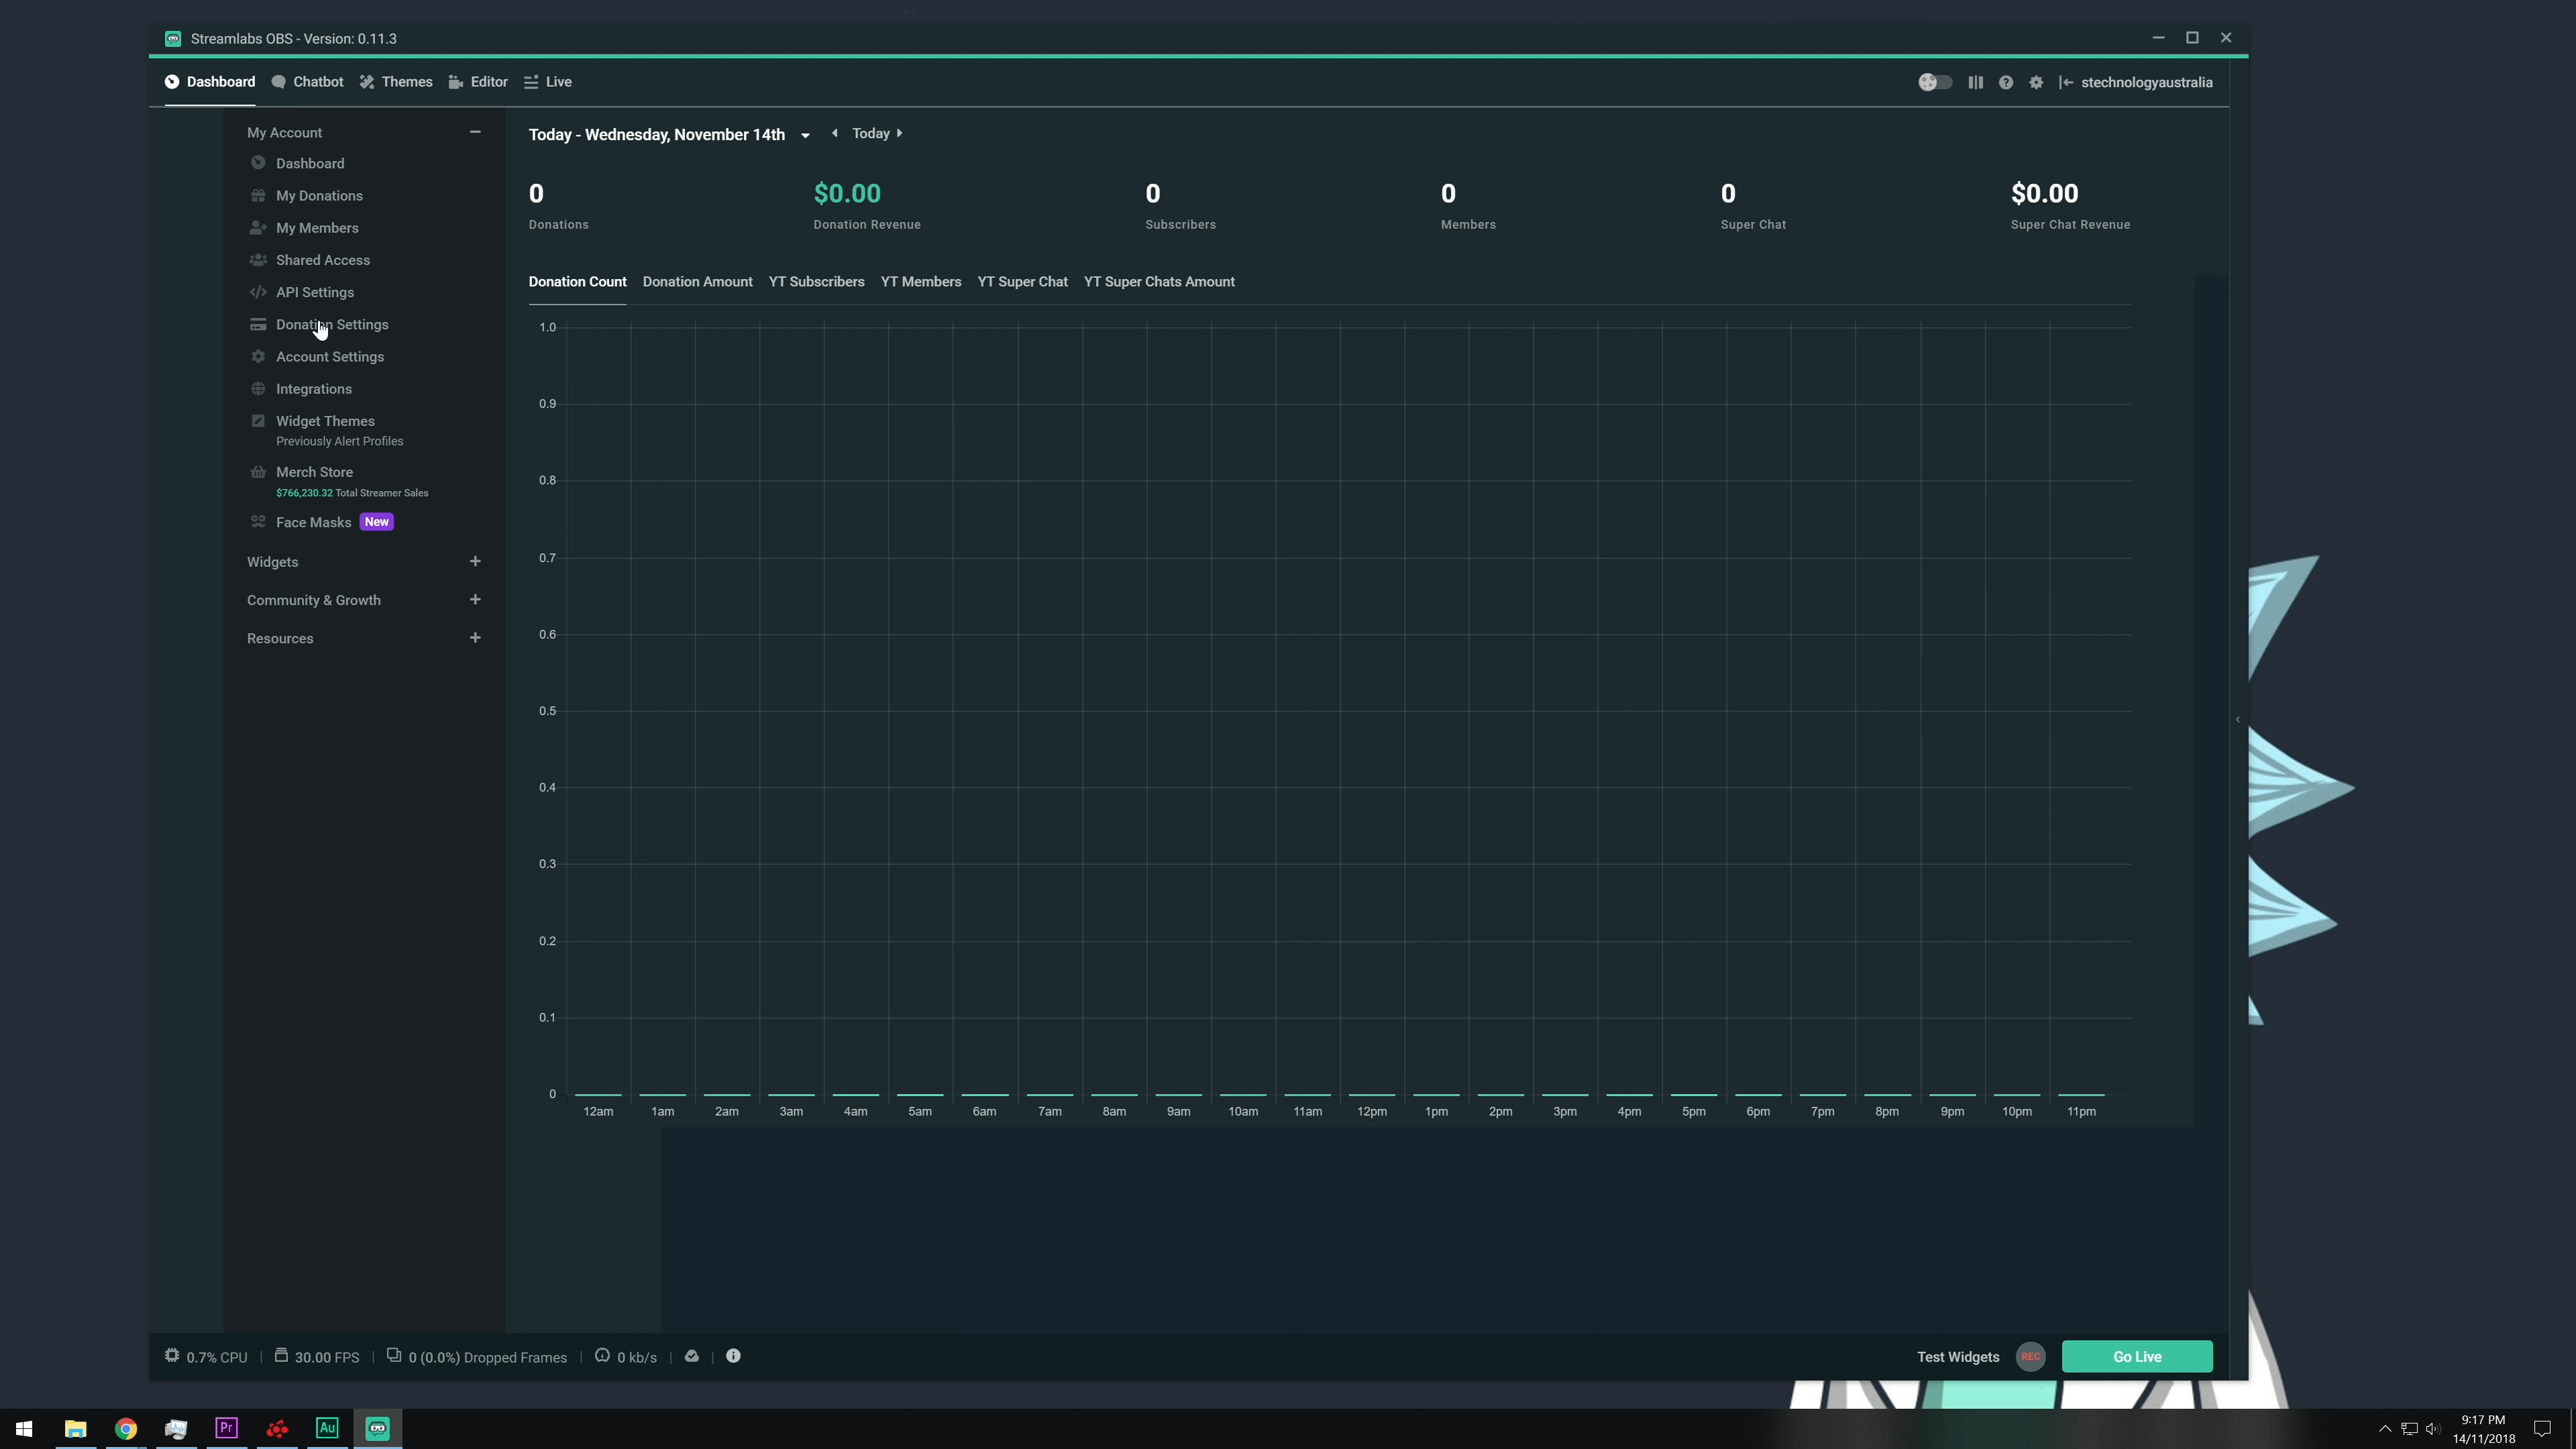 Streamlabs OBS - Version: 0.11.3
Dashboard Chatbot Themes Editor Live stechnologyaustralia
My Account
Dashboard
My Donations
My Members
Shared Access
API Settings
Donation Settings
Account Settings
Integrations
Widget Themes
Previously Alert Profiles
Merch Store
$766,230.32 Total Streamer Sales
Face Masks New
Widgets
Community & Growth
Resources
Today - Wednesday, November 14th Today
0 $0.00 0 0 0 $0.00
Donations Donation Revenue Subscribers Members Super Chat Super Chat Revenue
Donation Count Donation Amount YT Subscribers YT Members YT Super Chat YT Super Chats Amount
1.0
0.9
0.8
0.7
0.6
0.5
0.4
0.3
0.2
0.1
0
12am 1am 2am 3am 4am 5am 6am 7am 8am 9am 10am 11am 12pm 1pm 2pm 3pm 4pm 5pm 6pm 7pm 8pm 9pm 10pm 11pm
0.7% CPU 30.00 FPS 0 (0.0%) Dropped Frames 0 kb/s Test Widgets REC Go Live
Pr Au
9:17 PM
14/11/2018